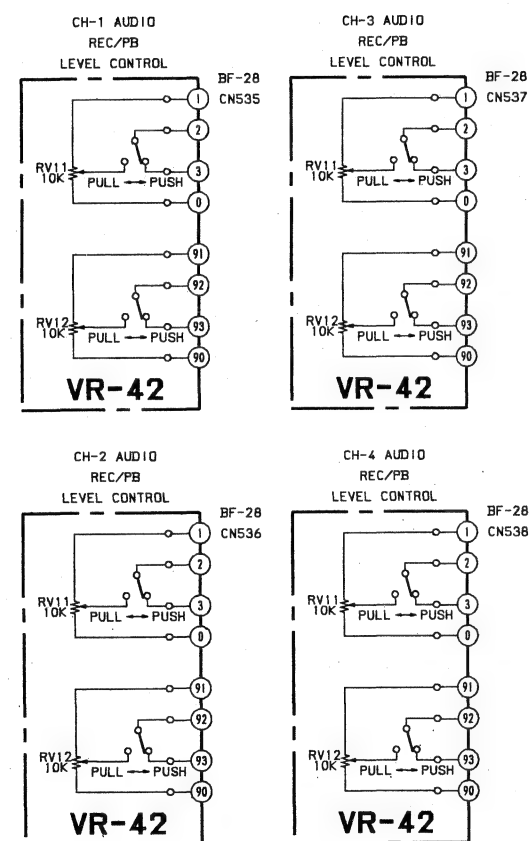 CH-1 AUDIO
REC/PB
LEVEL CONTROL
BF-28
CN535
1
2
RV11
10K
PULL ↔ PUSH
3
0
91
92
RV12
10K
PULL ↔ PUSH
93
90
VR-42
CH-3 AUDIO
REC/PB
LEVEL CONTROL
BF-28
CN537
1
2
RV11
10K
PULL ↔ PUSH
3
0
91
92
RV12
10K
PULL ↔ PUSH
93
90
VR-42
CH-2 AUDIO
REC/PB
LEVEL CONTROL
BF-28
CN536
1
2
RV11
10K
PULL ↔ PUSH
3
0
91
92
RV12
10K
PULL ↔ PUSH
93
90
VR-42
CH-4 AUDIO
REC/PB
LEVEL CONTROL
BF-28
CN538
1
2
RV11
10K
PULL ↔ PUSH
3
0
91
92
RV12
10K
PULL ↔ PUSH
93
90
VR-42